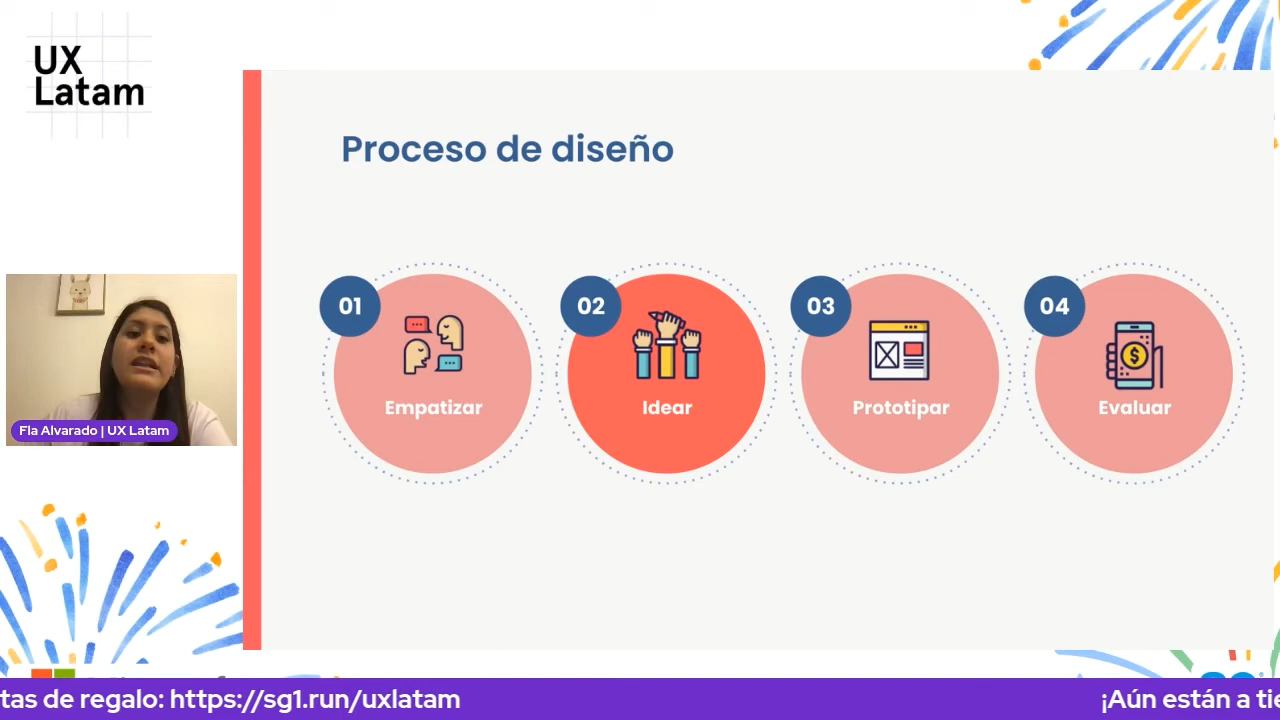 UX
Latam
Proceso de diseño
01
02
03
04
Empatizar
Idear
Prototipar
Evaluar
Fla Alvarado | UX Latam
tas de regalo: https://sg1.run/uxlatam
¡Aún están a tie